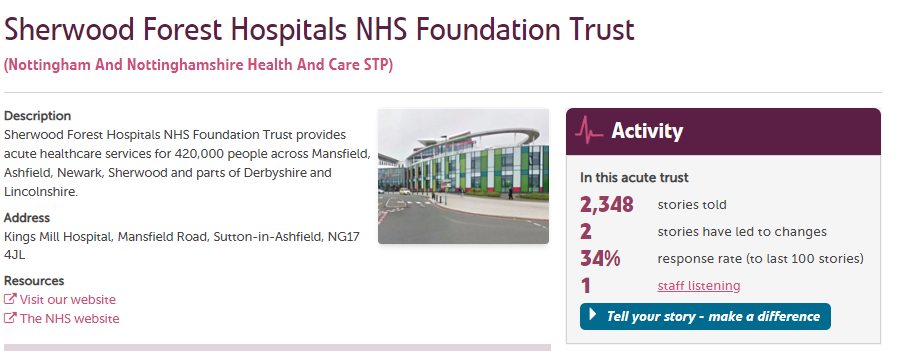 Sherwood Forest Hospitals NHS Foundation Trust
(Nottingham And Nottinghamshire Health And Care STP)
Description
Sherwood Forest Hospitals NHS Foundation Trust provides
acute healthcare services for 420,000 people across Mansfield,
Ashfield, Newark, Sherwood and parts of Derbyshire and
Lincolnshire.
Address
Kings Mill Hospital, Mansfield Road, Sutton-in-Ashfield, NG17
4JL
Resources
Visit our website
The NHS website
Activity
In this acute trust
2,348 stories told
2 stories have led to changes
34% response rate (to last 100 stories)
1 staff listening
Tell your story - make a difference